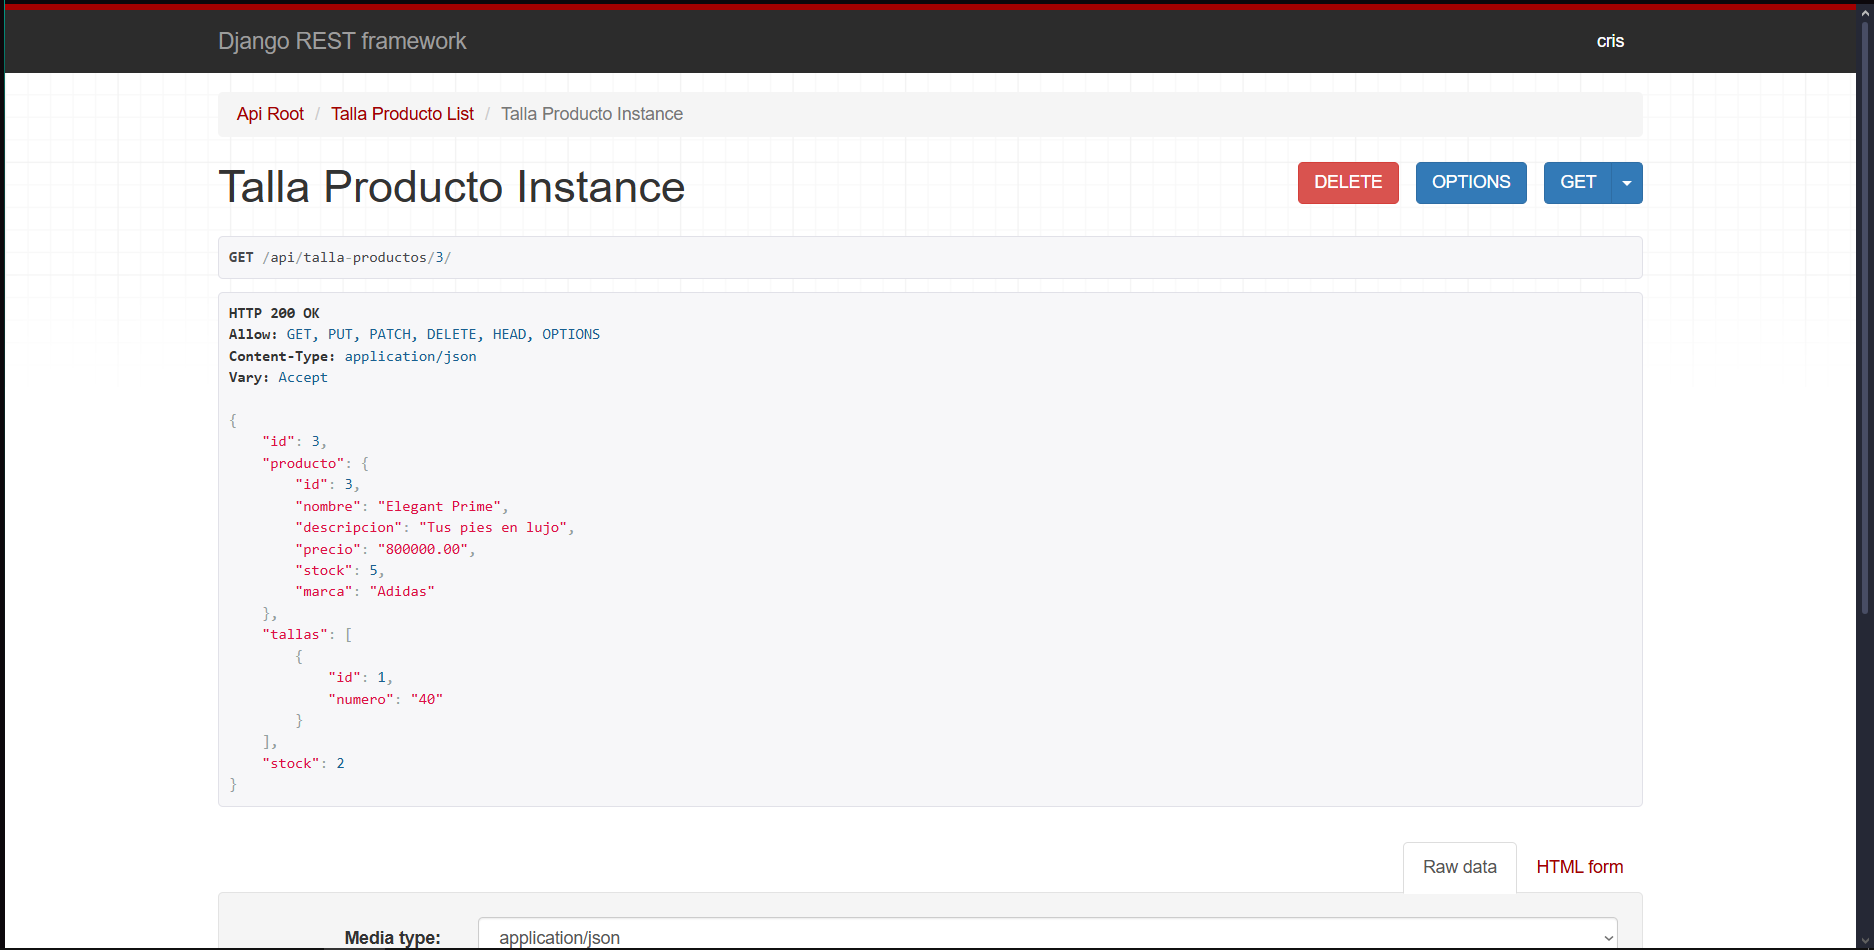 Django REST framework
cris
Api Root / Talla Producto List / Talla Producto Instance
Talla Producto Instance
DELETE
OPTIONS
GET
GET /api/talla-productos/3/
HTTP 200 OK
Allow: GET, PUT, PATCH, DELETE, HEAD, OPTIONS
Content-Type: application/json
Vary: Accept
{
    "id": 3,
    "producto": {
        "id": 3,
        "nombre": "Elegant Prime",
        "descripcion": "Tus pies en lujo",
        "precio": "800000.00",
        "stock": 5,
        "marca": "Adidas"
    },
    "tallas": [
        {
            "id": 1,
            "numero": "40"
        }
    ],
    "stock": 2
}
Raw data
HTML form
Media type:
application/json